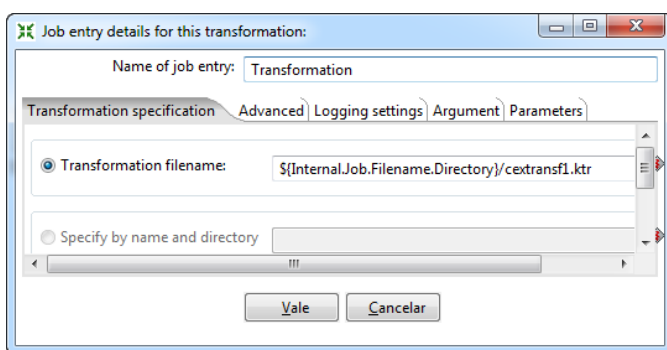 Job entry details for this transformation:
Name of job entry: Transformation
Transformation specification Advanced Logging settings Argument Parameters
Transformation filename: ${Internal.Job.Filename.Directory}/cextransf1.ktr
Specify by name and directory
Vale Cancelar